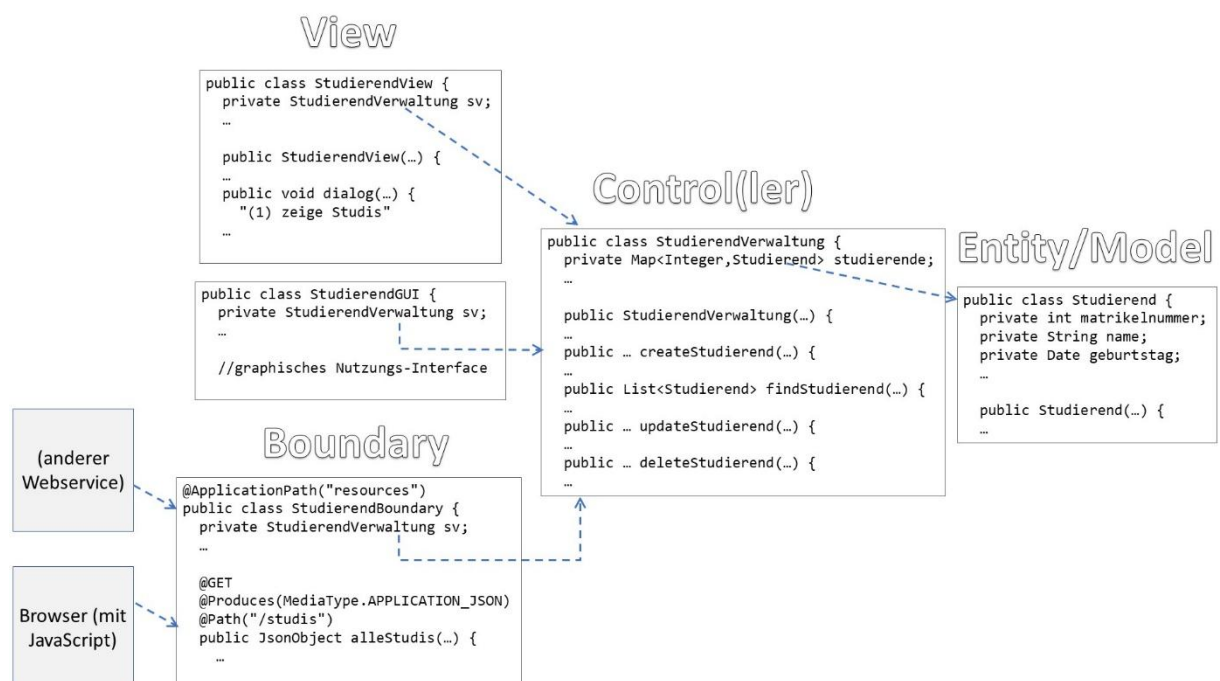 View
public class StudierendView {
private StudierendVerwaltung sv;
…
public StudierendView(…) {
…
public void dialog(…) {
"(1) zeige Studis"
…
public class StudierendGUI {
private StudierendVerwaltung sv;
…
//graphisches Nutzungs-Interface
Control(ler)
public class StudierendVerwaltung {
private Map<Integer,Studierend> studierende;
…
public StudierendVerwaltung(…) {
…
public … createStudierend(…) {
…
public List<Studierend> findStudierend(…) {
…
public … updateStudierend(…) {
…
public … deleteStudierend(…) {
…
Entity/Model
public class Studierend {
private int matrikelnummer;
private String name;
private Date geburtstag;
…
public Studierend(…) {
…
(anderer
Webservice)
Browser (mit
JavaScript)
Boundary
@ApplicationPath("resources")
public class StudierendBoundary {
private StudierendVerwaltung sv;
…
@GET
@Produces(MediaType.APPLICATION_JSON)
@Path("/studis")
public JsonObject alleStudis(…) {
…